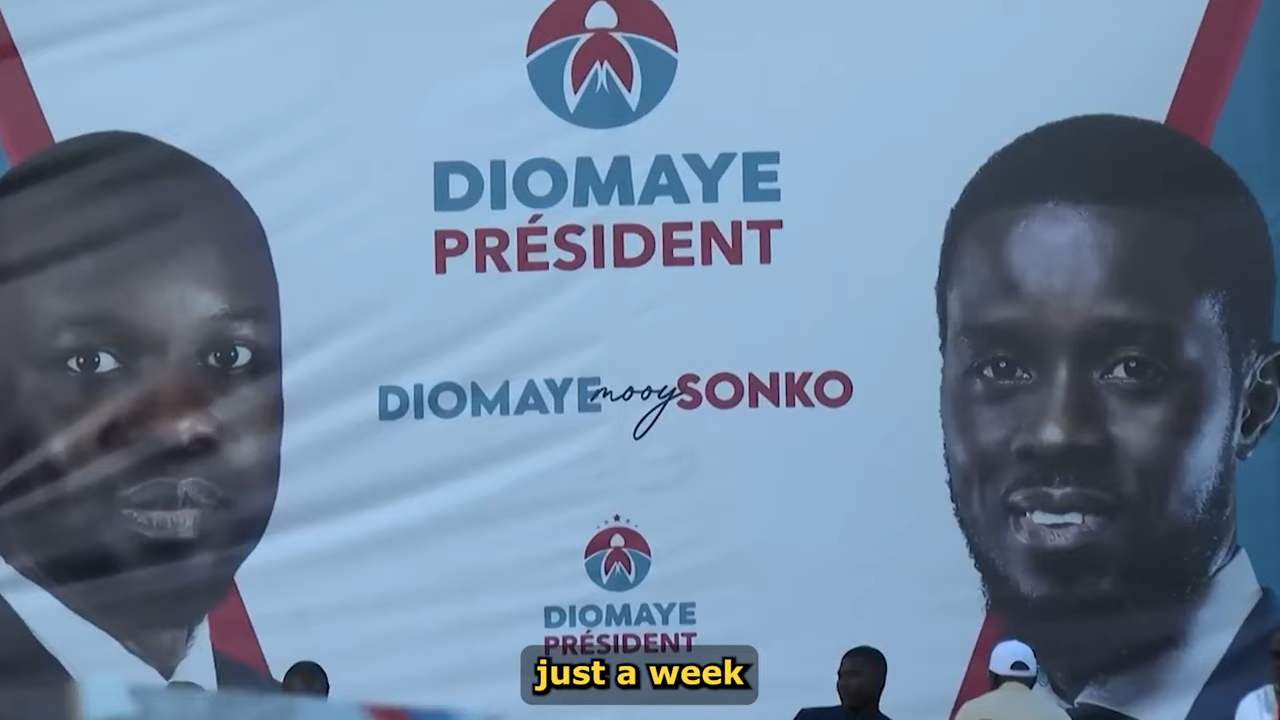 DIOMAYE
PRÉSIDENT
DIOMAYE mooy SONKO
DIOMAYE
PRÉSIDENT
just a week